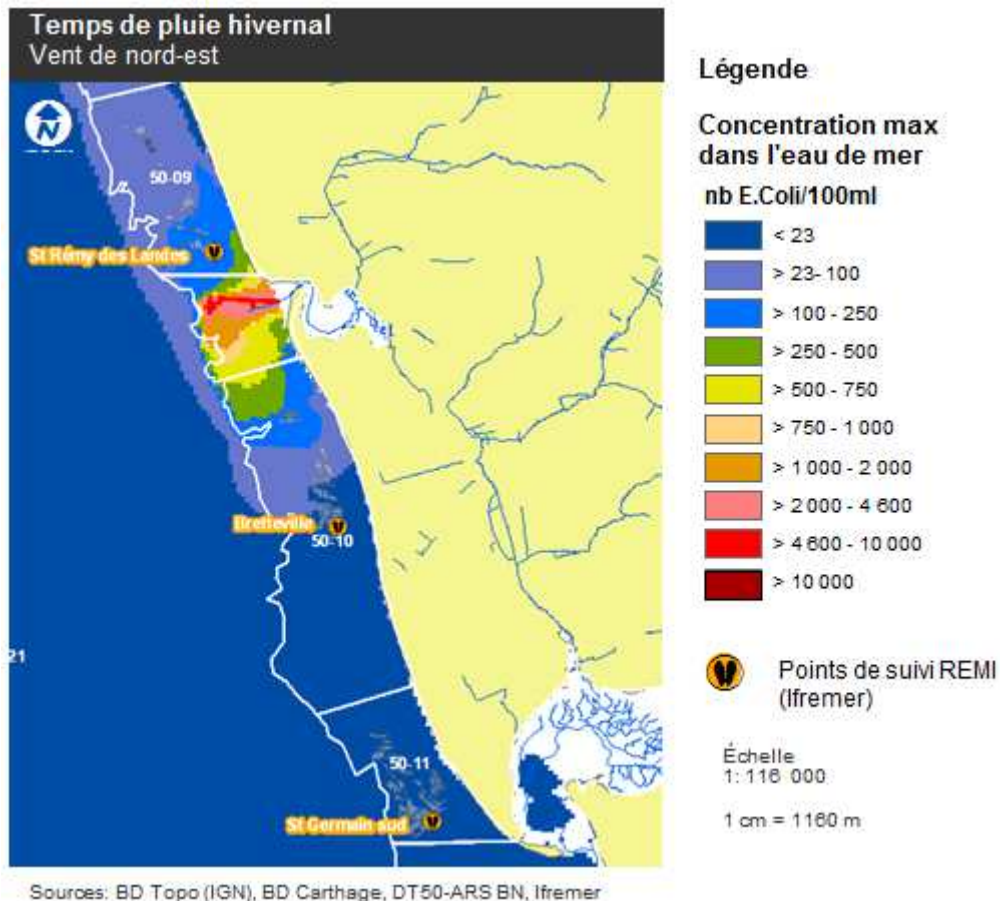 Temps de pluie hivernal
Vent de nord-est
N
50-09
St Rémy des Landes
Bretteville
50-10
21
50-11
St Germain sud
Légende
Concentration max
dans l'eau de mer
nb E.Coli/100ml
< 23
> 23- 100
> 100 - 250
> 250 - 500
> 500 - 750
> 750 - 1 000
> 1 000 - 2 000
> 2 000 - 4 600
> 4 600 - 10 000
> 10 000
Points de suivi REMI
(Ifremer)
Échelle
1: 116 000
1 cm = 1160 m
Sources: BD Topo (IGN), BD Carthage, DT50-ARS BN, Ifremer